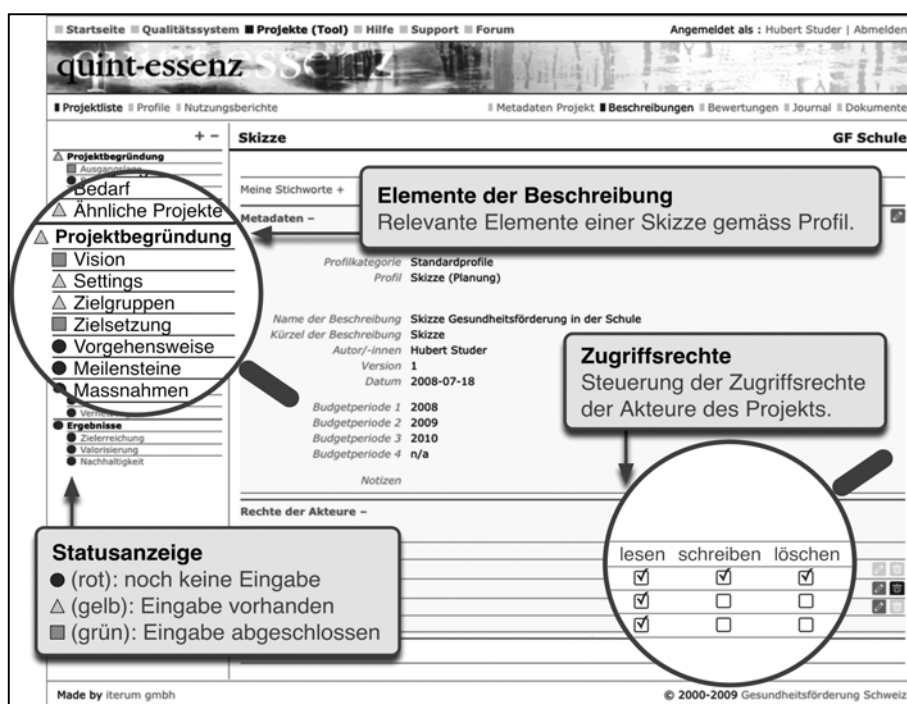 Startseite Qualitätssystem Projekte (Tool) Hilfe Support Forum Angemeldet als : Hubert Studer | Abmelden
quint-essenz
Projektliste Profile Nutzungsberichte Metadaten Projekt Beschreibungen Bewertungen Journal Dokumente
+ −
Skizze GF Schule
Projektbegründung
Ausgangslage
Bedarf
Ähnliche Projekte
Projektbegründung
Vision
Settings
Zielgruppen
Zielsetzung
Vorgehensweise
Meilensteine
Massnahmen
Ergebnisse
Zielerreichung
Valorisierung
Nachhaltigkeit
Statusanzeige
● (rot): noch keine Eingabe
△ (gelb): Eingabe vorhanden
■ (grün): Eingabe abgeschlossen
Meine Stichworte +
Elemente der Beschreibung
Relevante Elemente einer Skizze gemäss Profil.
Metadaten −
Profilkategorie Standardprofile
Profil Skizze (Planung)
Name der Beschreibung Skizze Gesundheitsförderung in der Schule
Kürzel der Beschreibung Skizze
Autor/-innen Hubert Studer
Version 1
Datum 2008-07-18
Budgetperiode 1 2008
Budgetperiode 2 2009
Budgetperiode 3 2010
Budgetperiode 4 n/a
Notizen
Zugriffsrechte
Steuerung der Zugriffsrechte
der Akteure des Projekts.
Rechte der Akteure −
lesen schreiben löschen
Made by iterum gmbh © 2000-2009 Gesundheitsförderung Schweiz